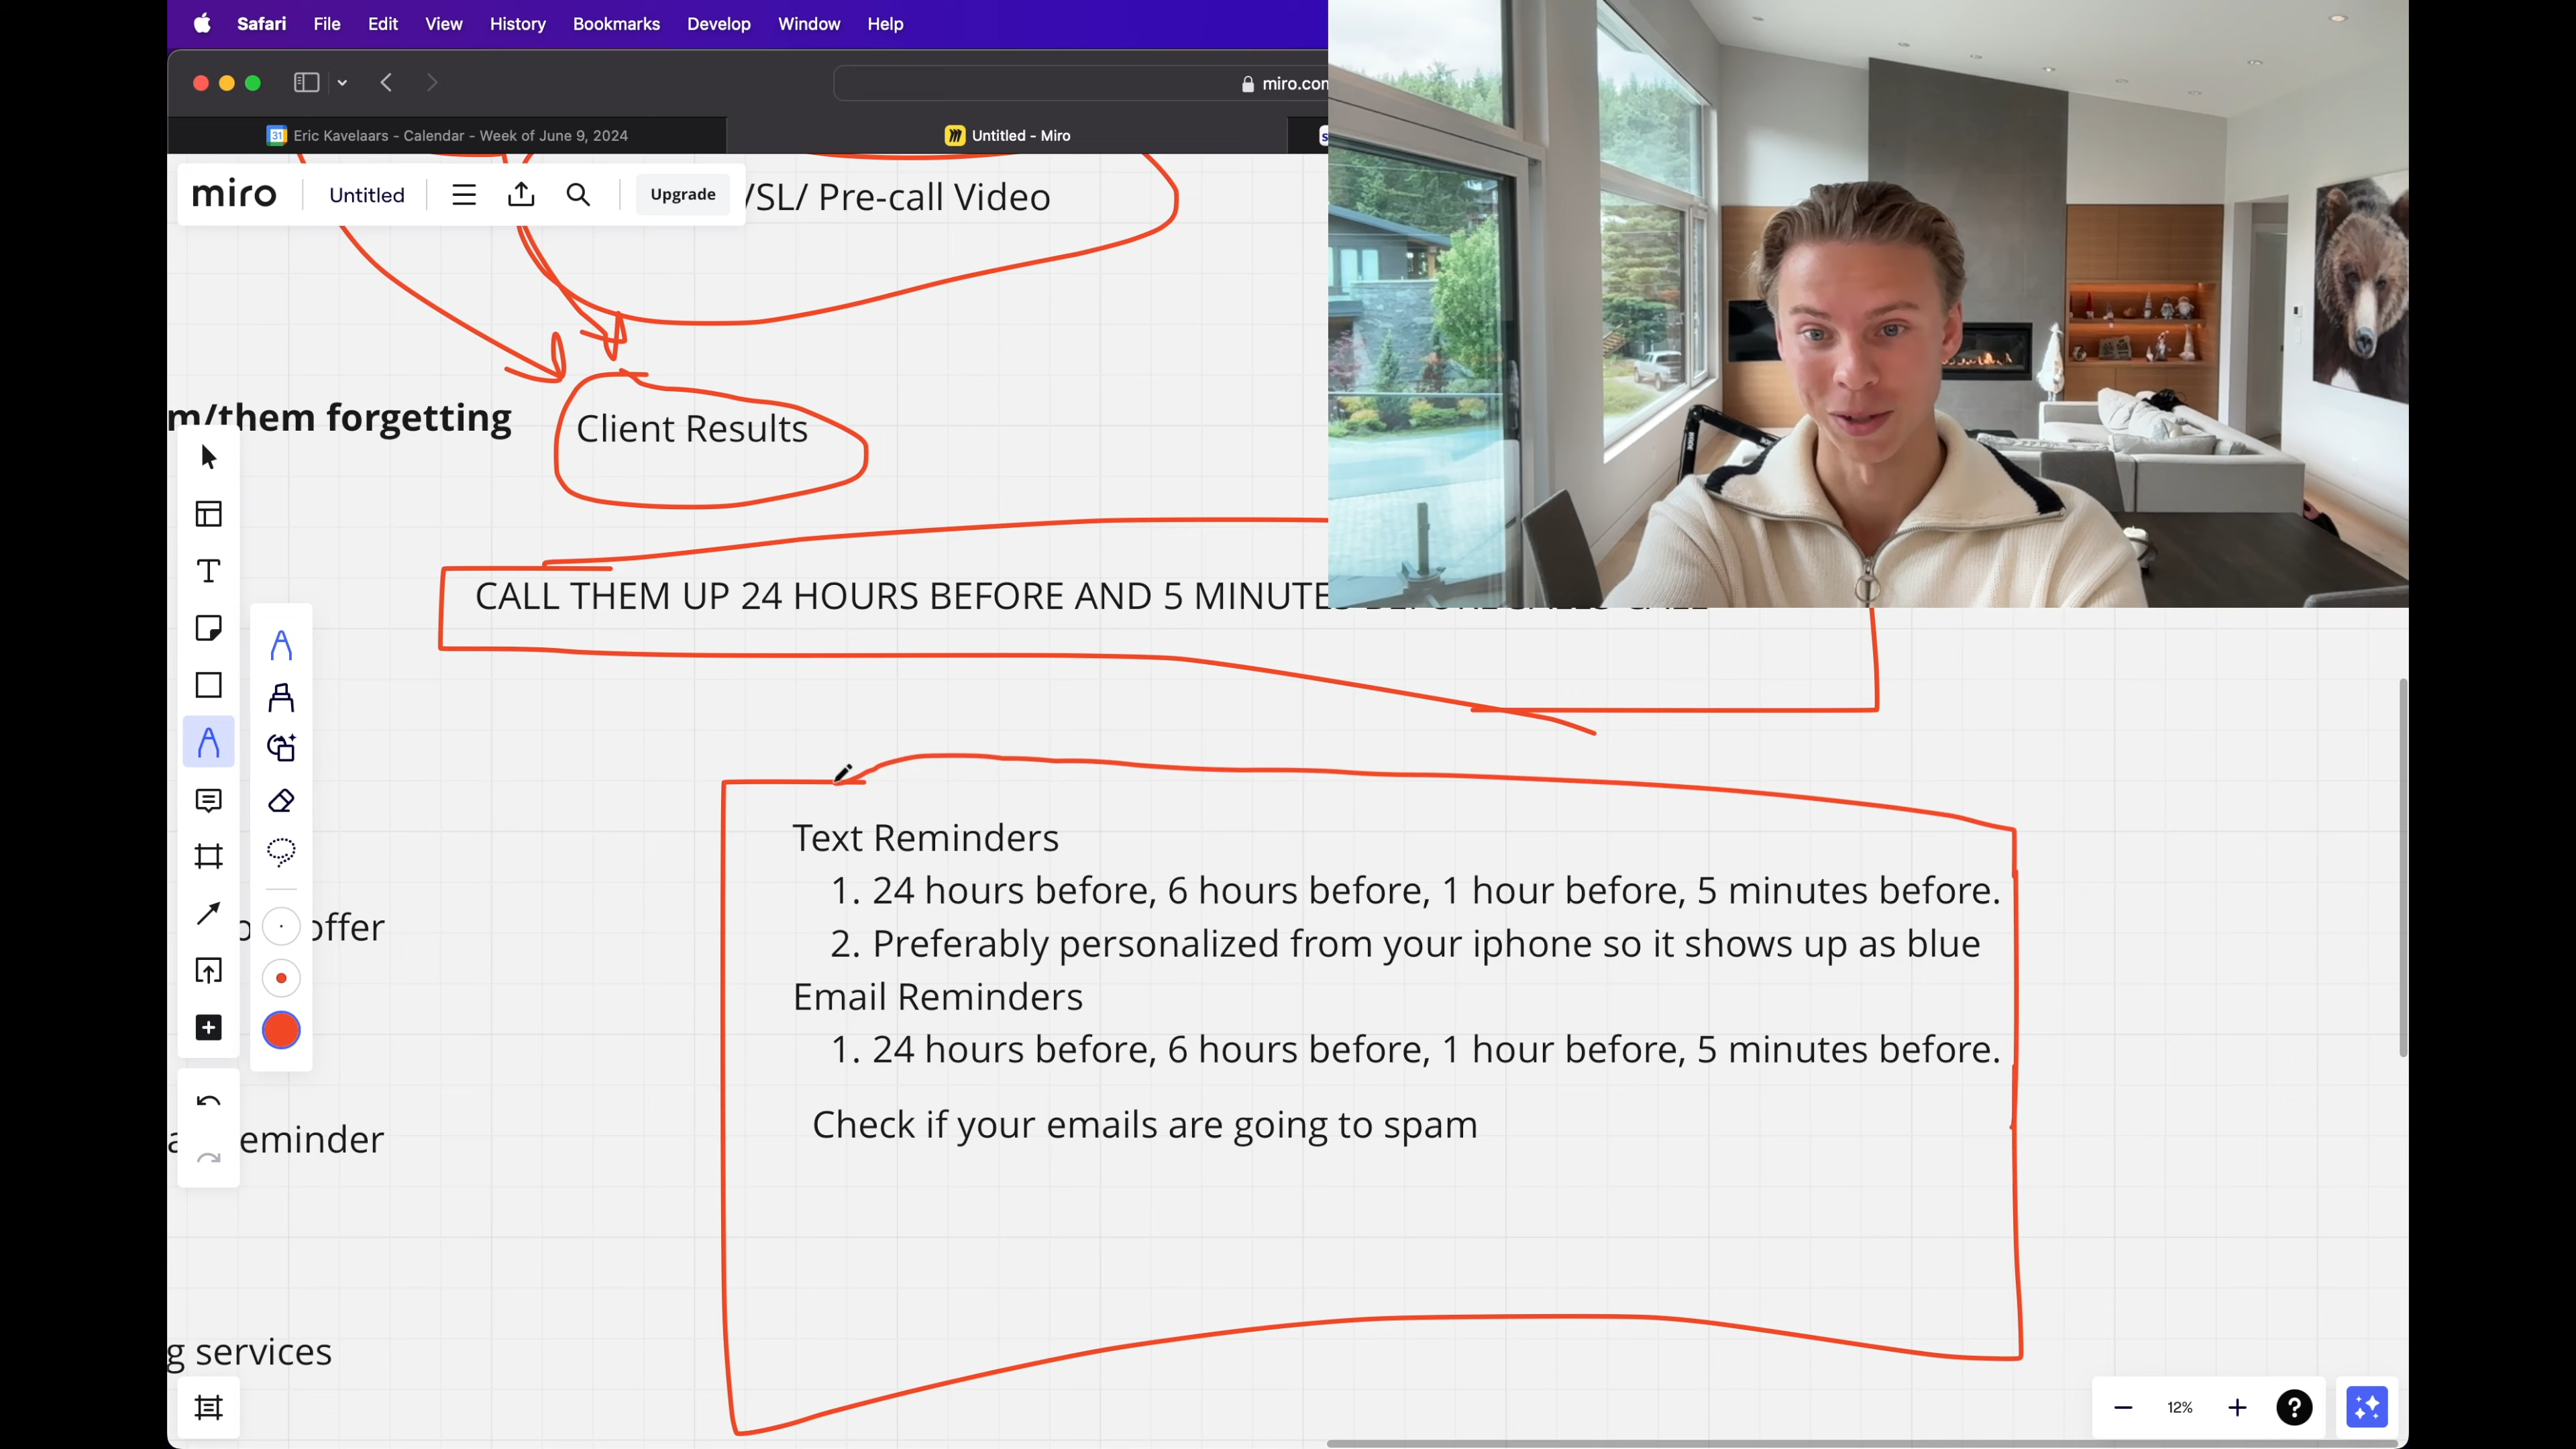 Safari File Edit View History Bookmarks Develop Window Help
miro.com
31 Eric Kavelaars - Calendar - Week of June 9, 2024
Untitled - Miro
miro Untitled Upgrade
VSL/ Pre-call Video
m/them forgetting
Client Results
CALL THEM UP 24 HOURS BEFORE AND 5 MINUTES
Text Reminders
1. 24 hours before, 6 hours before, 1 hour before, 5 minutes before.
2. Preferably personalized from your iphone so it shows up as blue
offer
Email Reminders
1. 24 hours before, 6 hours before, 1 hour before, 5 minutes before.
Check if your emails are going to spam
reminder
g services
12%